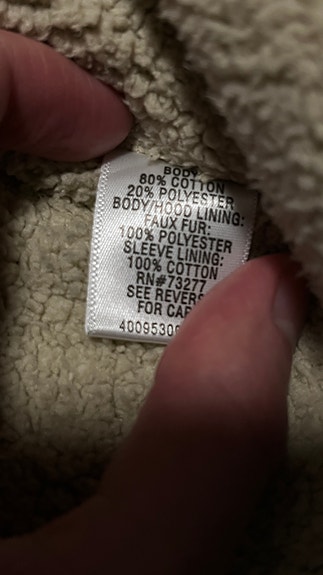 BODY
80% COTTON
20% POLYESTER
BODY/HOOD LINING:
FAUX FUR:
100% POLYESTER
SLEEVE LINING:
100% COTTON
RN#73277
SEE REVERS
FOR CAR
4009530